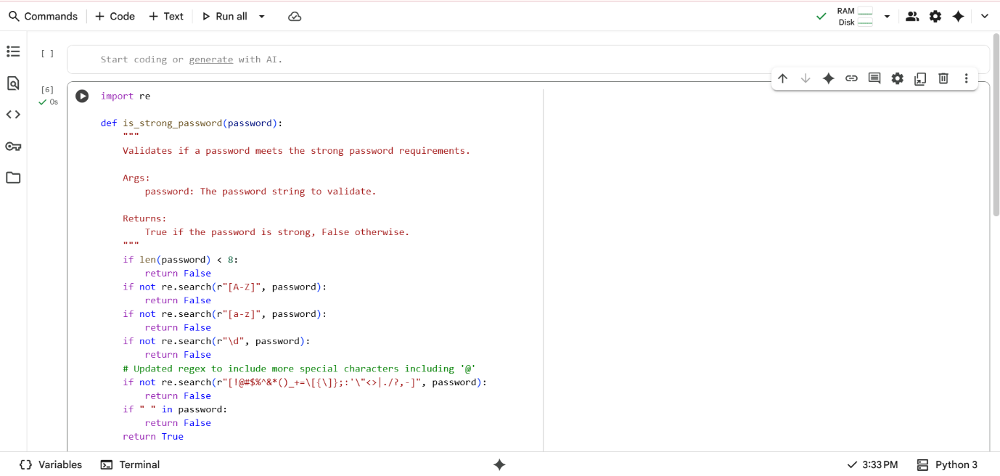 Commands + Code + Text Run all
RAM
Disk
[ ] Start coding or generate with AI.
[6]
0s
import re
def is_strong_password(password):
"""
Validates if a password meets the strong password requirements.
Args:
password: The password string to validate.
Returns:
True if the password is strong, False otherwise.
"""
if len(password) < 8:
return False
if not re.search(r"[A-Z]", password):
return False
if not re.search(r"[a-z]", password):
return False
if not re.search(r"\d", password):
return False
# Updated regex to include more special characters including '@'
if not re.search(r"[!@#$%^&*()_+=\[{\]};:'\"<>|./?,-]", password):
return False
if " " in password:
return False
return True
{} Variables Terminal 3:33 PM Python 3